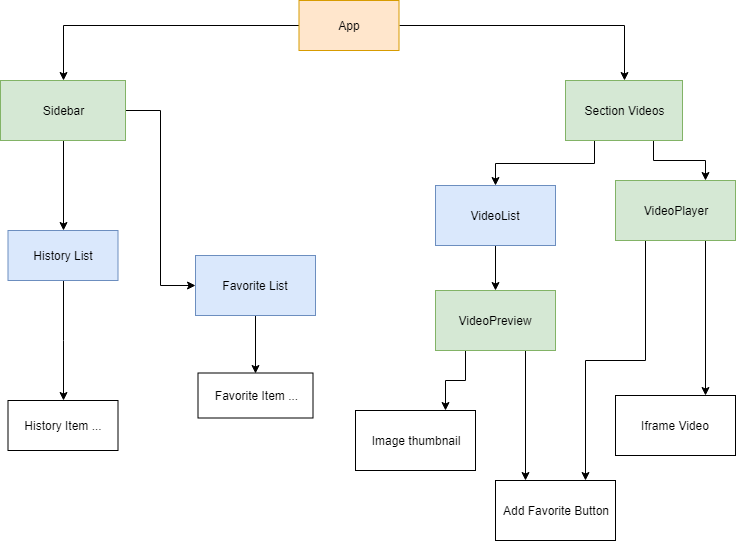 App
Sidebar
Section Videos
VideoList
VideoPlayer
History List
Favorite List
VideoPreview
Favorite Item ...
History Item ...
Image thumbnail
Iframe Video
Add Favorite Button